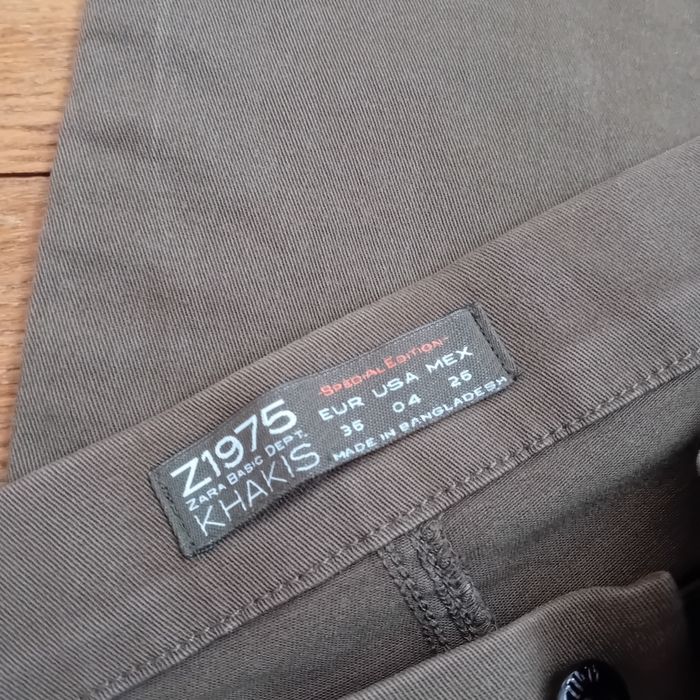 Z1975
ZARA BASIC DEPT.
KHAKIS
SPECIAL EDITION
EUR USA MEX
36 04 26
MADE IN BANGLADESH